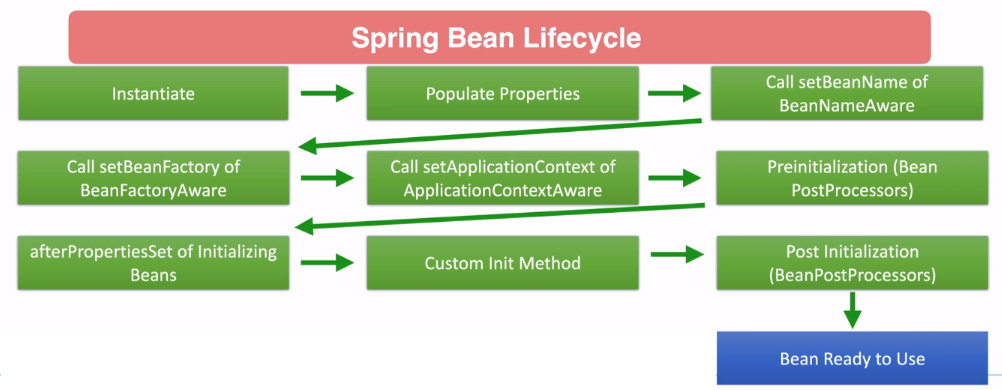 Spring Bean Lifecycle
Instantiate
Populate Properties
Call setBeanName of
BeanNameAware
Call setBeanFactory of
BeanFactoryAware
Call setApplicationContext of
ApplicationContextAware
Preinitialization (Bean
PostProcessors)
afterPropertiesSet of Initializing
Beans
Custom Init Method
Post Initialization
(BeanPostProcessors)
Bean Ready to Use